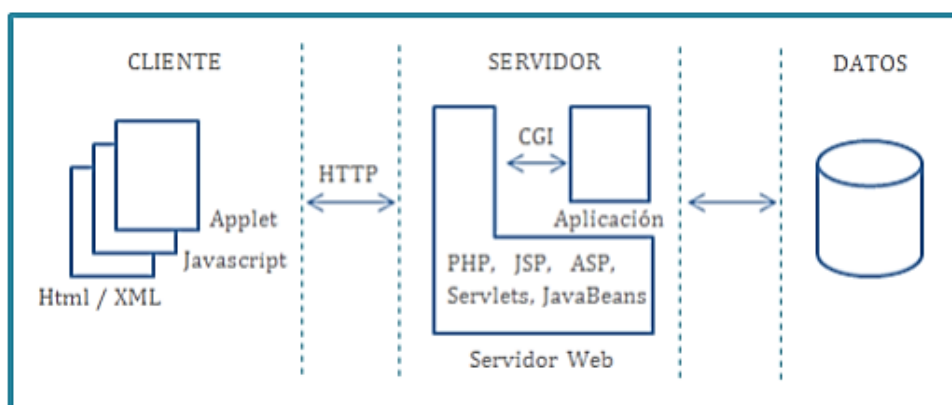 CLIENTE
Applet
Javascript
Html / XML
HTTP
SERVIDOR
CGI
Aplicación
PHP, JSP, ASP,
Servlets, JavaBeans
Servidor Web
DATOS